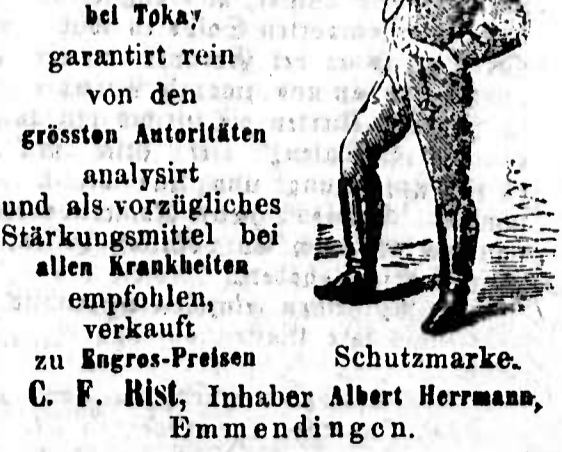 bei Tokay
garantirt rein
von den
grössten Autoritäten
analysirt
und als vorzügliches
Stärkungsmittel bei
allen Krankheiten
empfohlen,
verkauft
zu Engros-Preisen
Schutzmarke.
C. F. Rist, Inhaber Albert Herrmann,
Emmendingen.